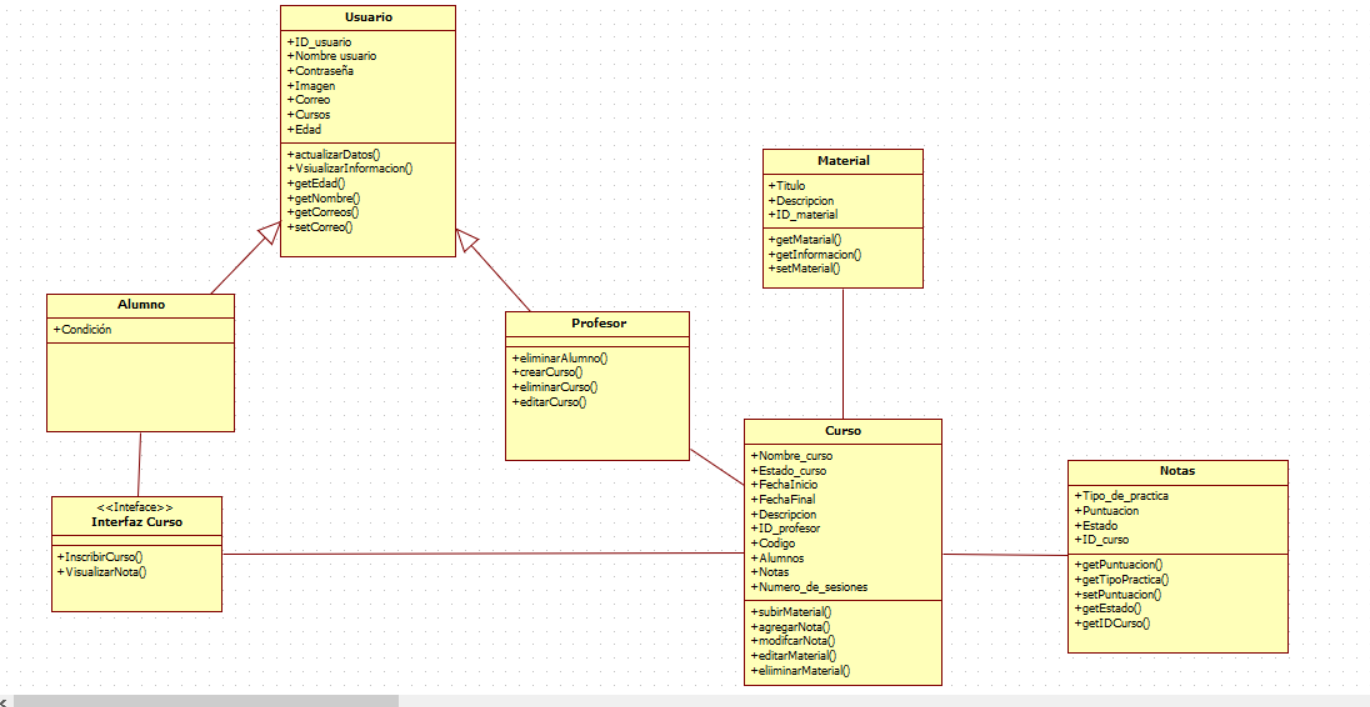 Usuario
+ID_usuario
+Nombre usuario
+Contraseña
+Imagen
+Correo
+Cursos
+Edad
+actualizarDatos()
+VsiualizarInformacion()
+getEdad()
+getNombre()
+getCorreos()
+setCorreo()
Material
+Titulo
+Descripcion
+ID_material
+getMatarial()
+getInformacion()
+setMaterial()
Alumno
+Condición
Profesor
+eliminarAlumno()
+crearCurso()
+eliminarCurso()
+editarCurso()
<<Inteface>>
Interfaz Curso
+InscribirCurso()
+VisualizarNota()
Curso
+Nombre_curso
+Estado_curso
+FechaInicio
+FechaFinal
+Descripcion
+ID_profesor
+Codigo
+Alumnos
+Notas
+Numero_de_sesiones
+subirMaterial()
+agregarNota()
+modifcarNota()
+editarMaterial()
+eliiminarMaterial()
Notas
+Tipo_de_practica
+Puntuacion
+Estado
+ID_curso
+getPuntuacion()
+getTipoPractica()
+setPuntuacion()
+getEstado()
+getIDCurso()